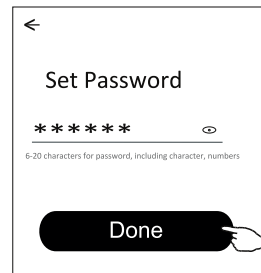 Set Password
******
6-20 characters for password, including character, numbers
Done